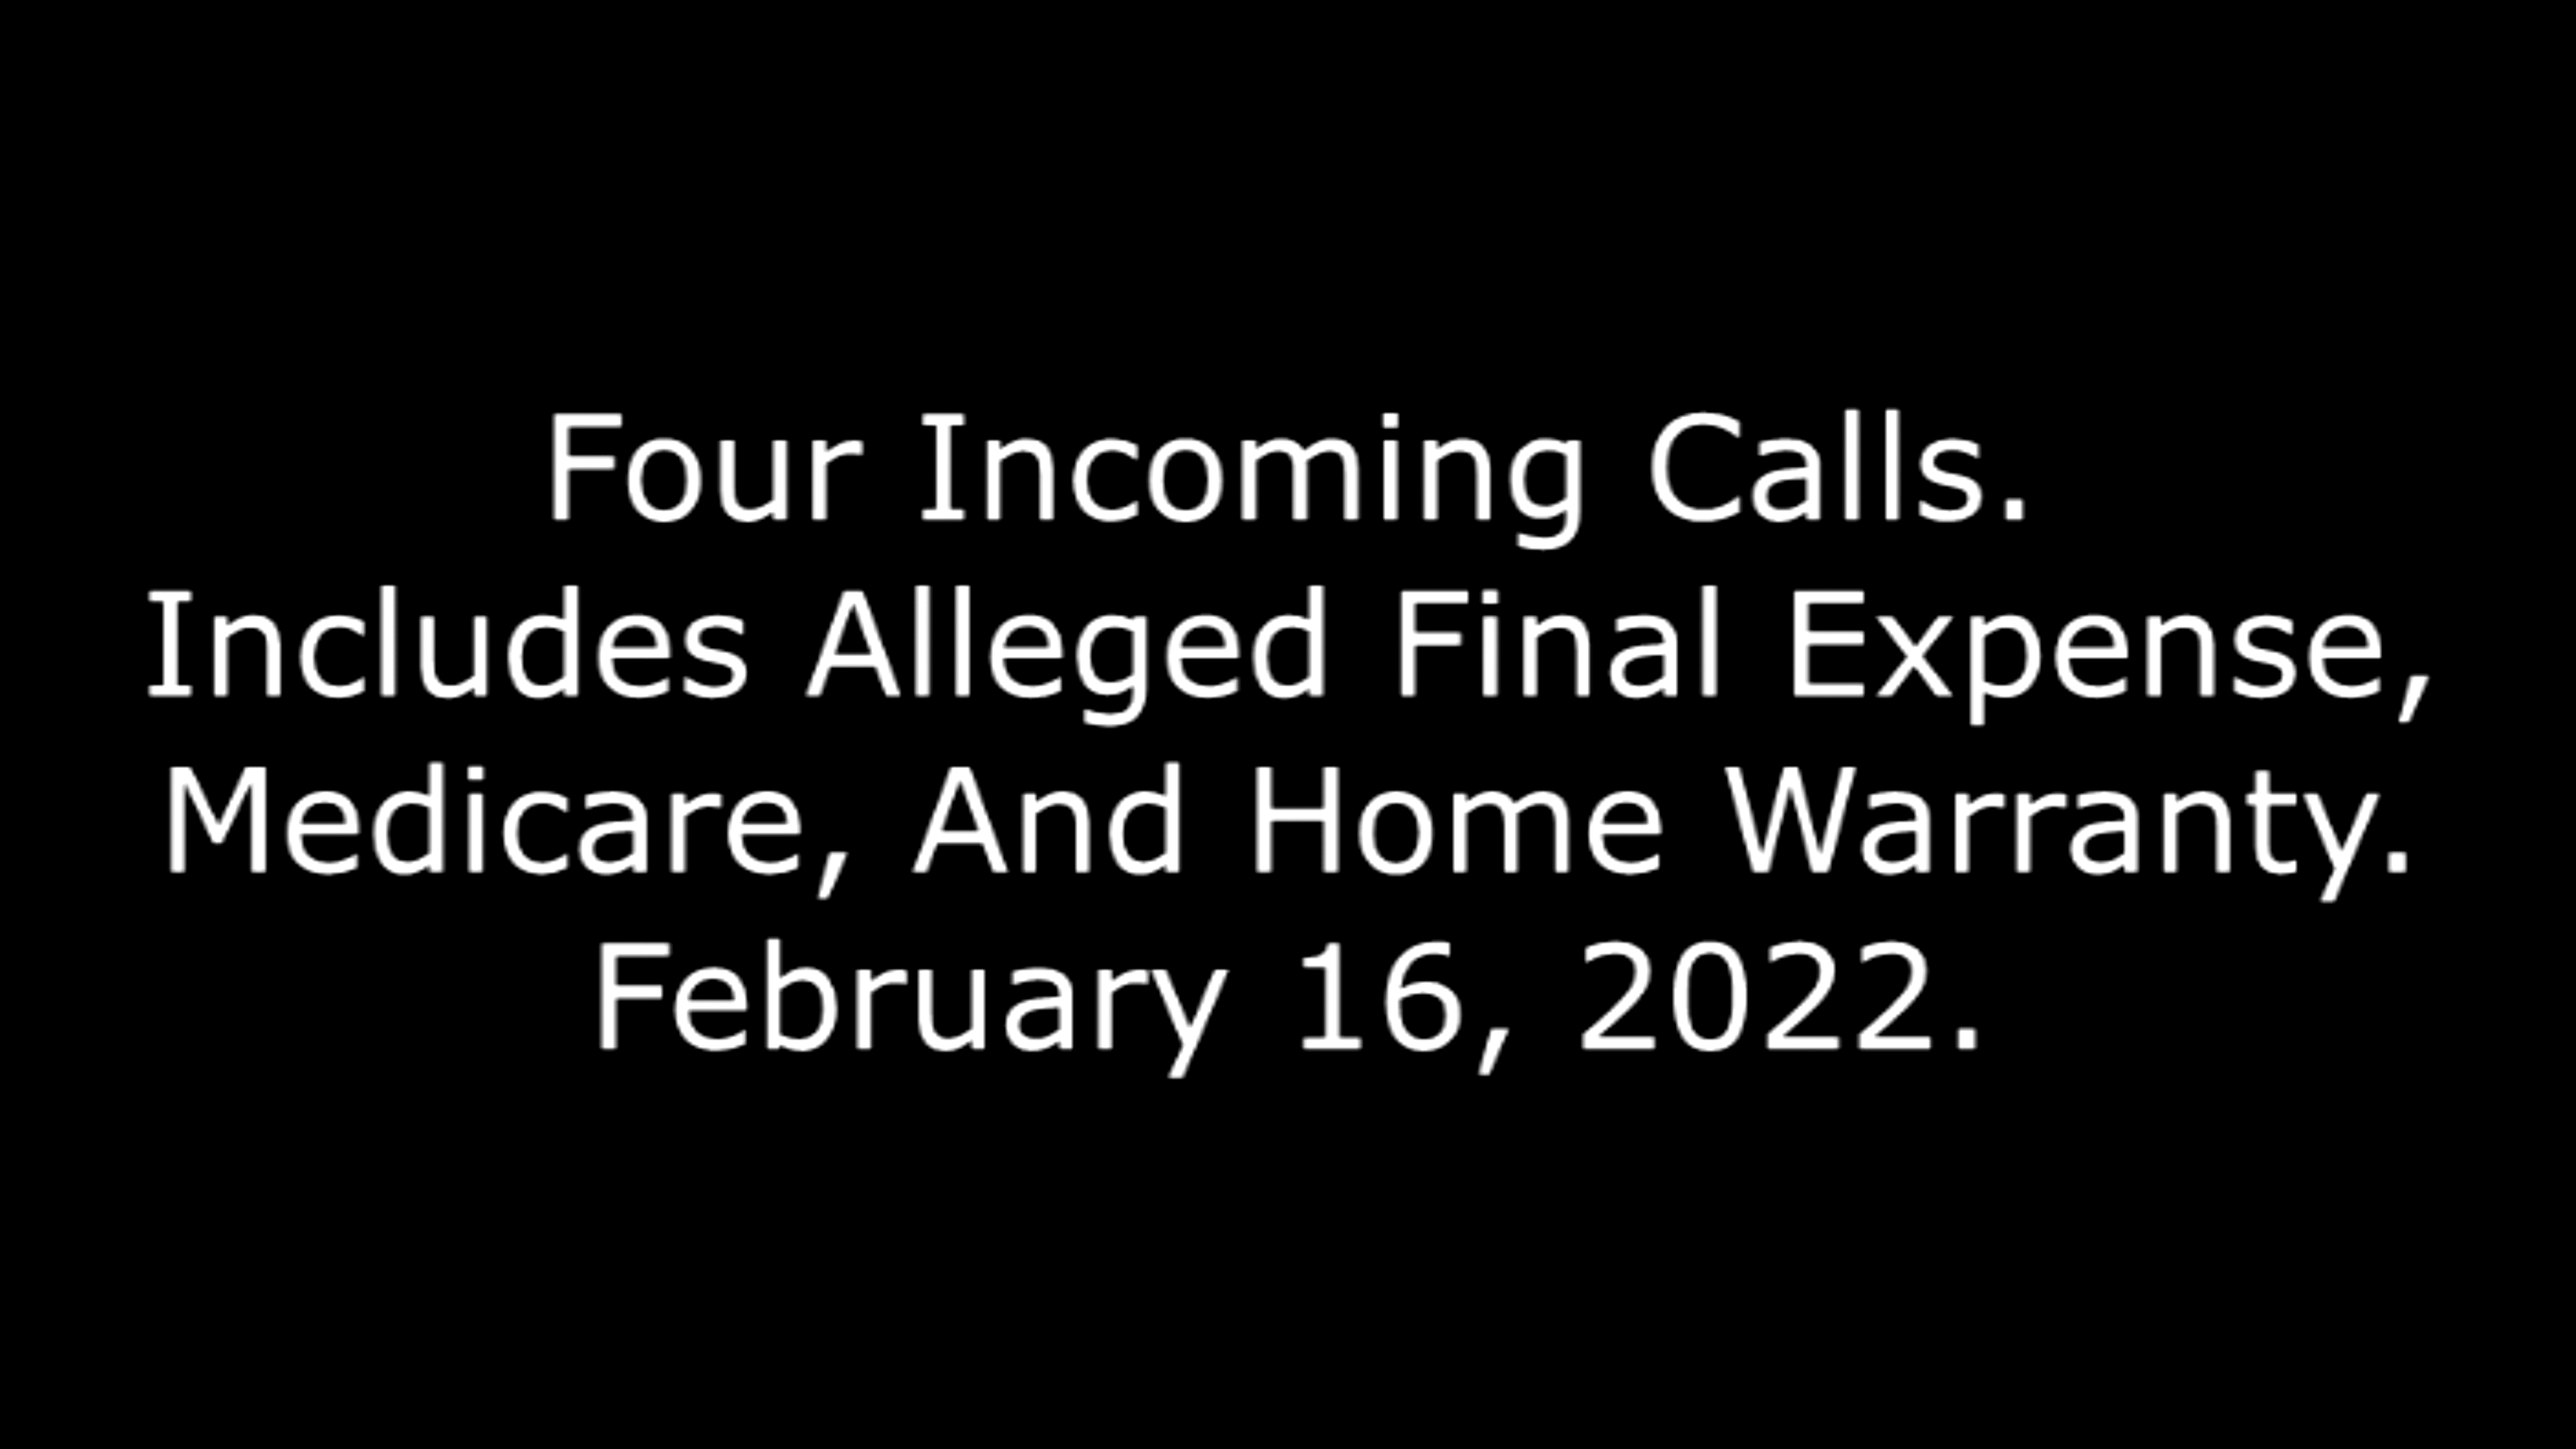 Four Incoming Calls.
Includes Alleged Final Expense,
Medicare, And Home Warranty.
February 16, 2022.